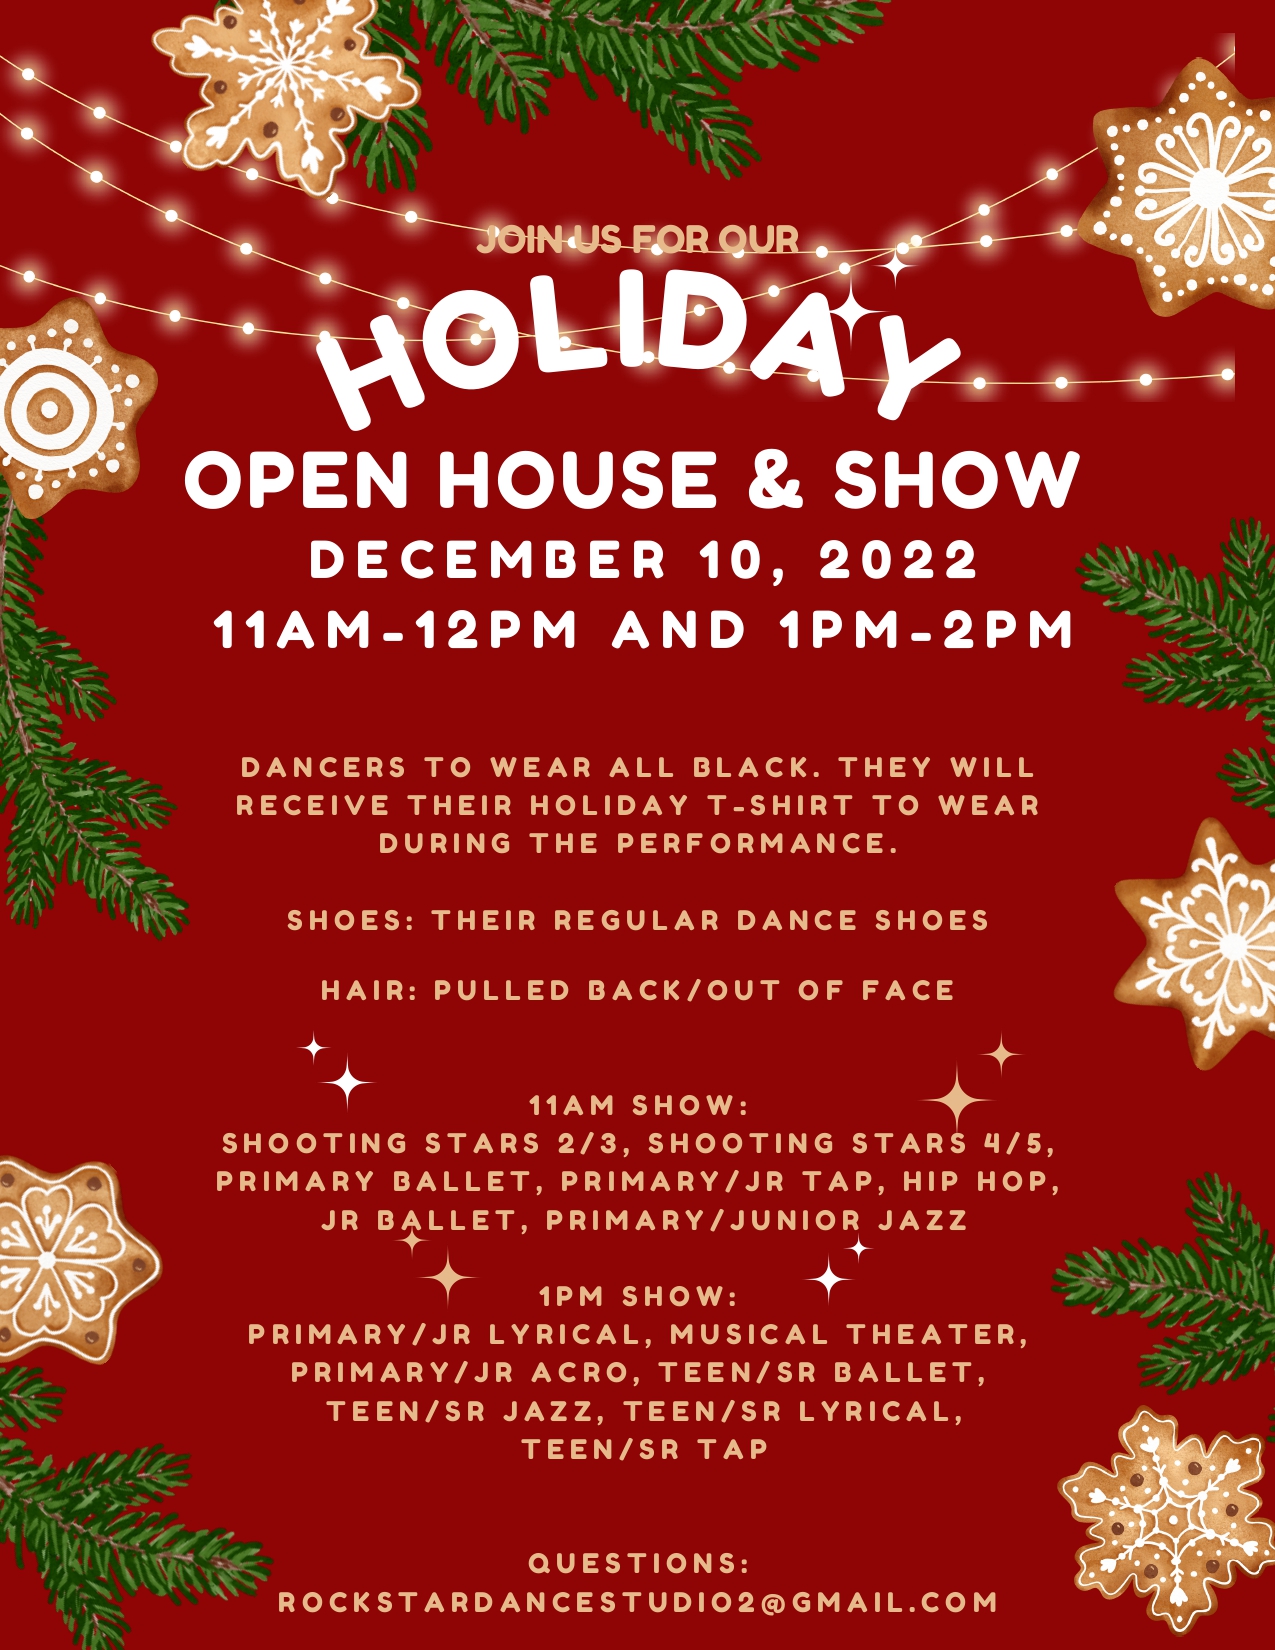 JOIN US FOR OUR
HOLIDAY
OPEN HOUSE & SHOW
DECEMBER 10, 2022
11AM-12PM AND 1PM-2PM
DANCERS TO WEAR ALL BLACK. THEY WILL
RECEIVE THEIR HOLIDAY T-SHIRT TO WEAR
DURING THE PERFORMANCE.
SHOES: THEIR REGULAR DANCE SHOES
HAIR: PULLED BACK/OUT OF FACE
11AM SHOW:
SHOOTING STARS 2/3, SHOOTING STARS 4/5,
PRIMARY BALLET, PRIMARY/JR TAP, HIP HOP,
JR BALLET, PRIMARY/JUNIOR JAZZ
1PM SHOW:
PRIMARY/JR LYRICAL, MUSICAL THEATER,
PRIMARY/JR ACRO, TEEN/SR BALLET,
TEEN/SR JAZZ, TEEN/SR LYRICAL,
TEEN/SR TAP
QUESTIONS:
ROCKSTARDANCESTUDIO2@GMAIL.COM